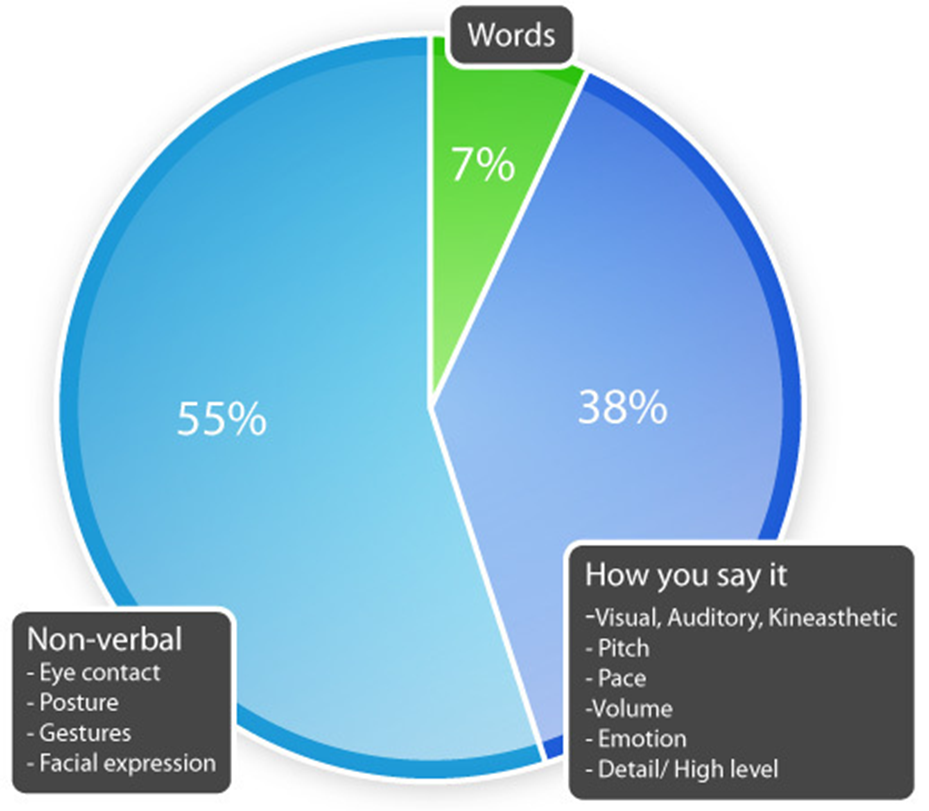 Words
7%
55%
38%
How you say it
-Visual, Auditory, Kineasthetic
- Pitch
- Pace
-Volume
- Emotion
- Detail/ High level
Non-verbal
- Eye contact
- Posture
- Gestures
- Facial expression